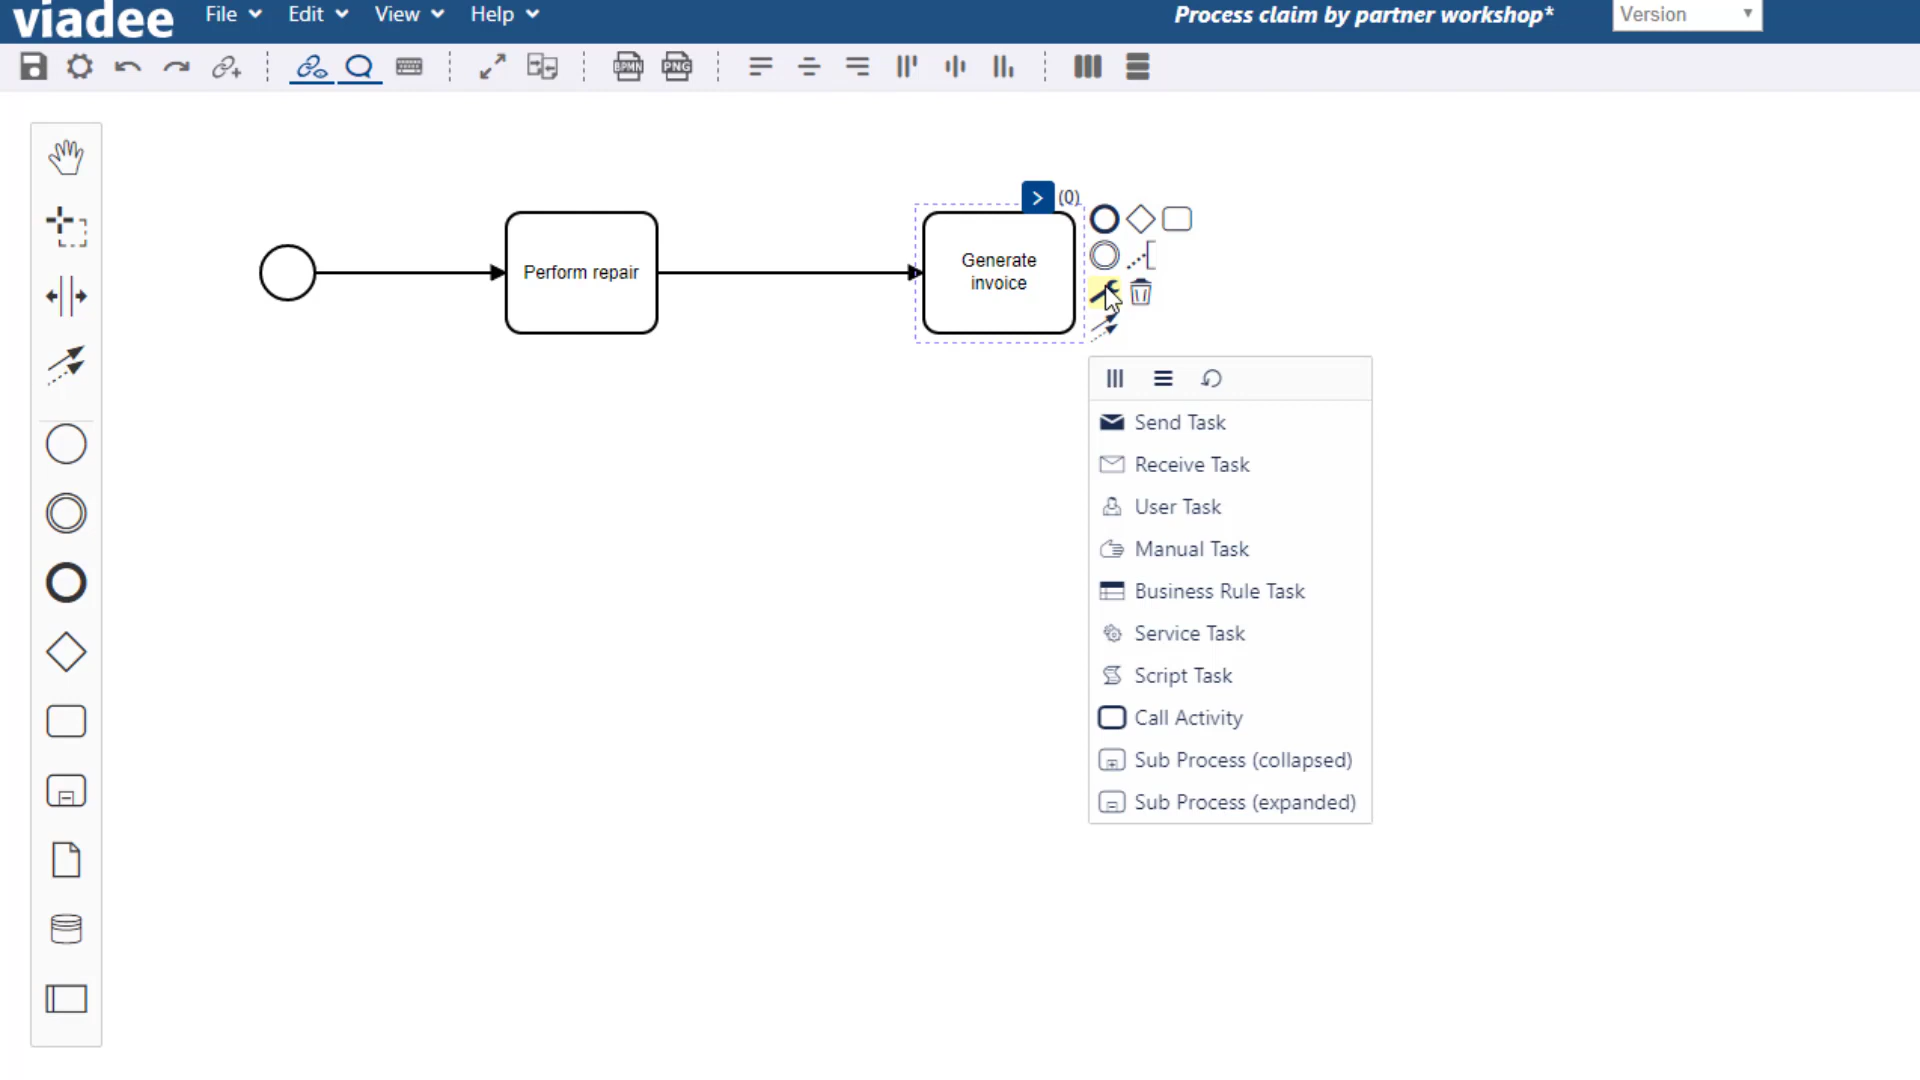 viadee
File
Edit
View
Help
Process claim by partner workshop*
Version
BPMN
PNG
(0)
Perform repair
Generate
invoice
Send Task
Receive Task
User Task
Manual Task
Business Rule Task
Service Task
Script Task
Call Activity
Sub Process (collapsed)
Sub Process (expanded)